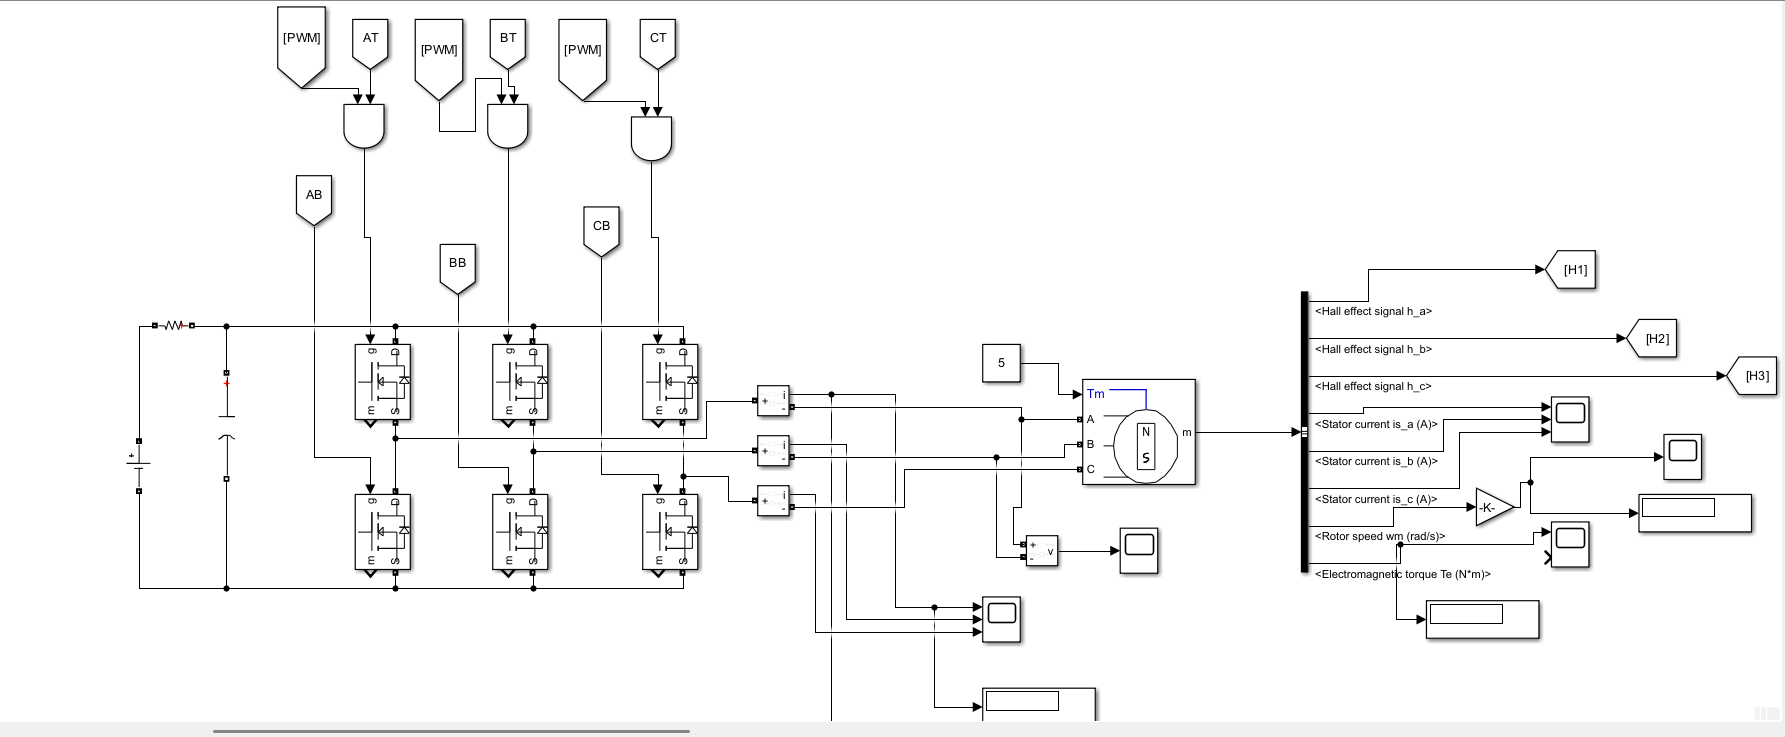 [PWM]
AT
[PWM]
BT
[PWM]
CT
AB
BB
CB
g
D
m
S
g
D
m
S
g
D
m
S
g
D
m
S
g
D
m
S
g
D
m
S
+
+
i
-
+
i
-
+
i
-
5
Tm
A
B
C
N
S
m
+
-
v
[H1]
<Hall effect signal h_a>
[H2]
<Hall effect signal h_b>
[H3]
<Hall effect signal h_c>
<Stator current is_a (A)>
<Stator current is_b (A)>
<Stator current is_c (A)>
-K-
<Rotor speed wm (rad/s)>
<Electromagnetic torque Te (N*m)>